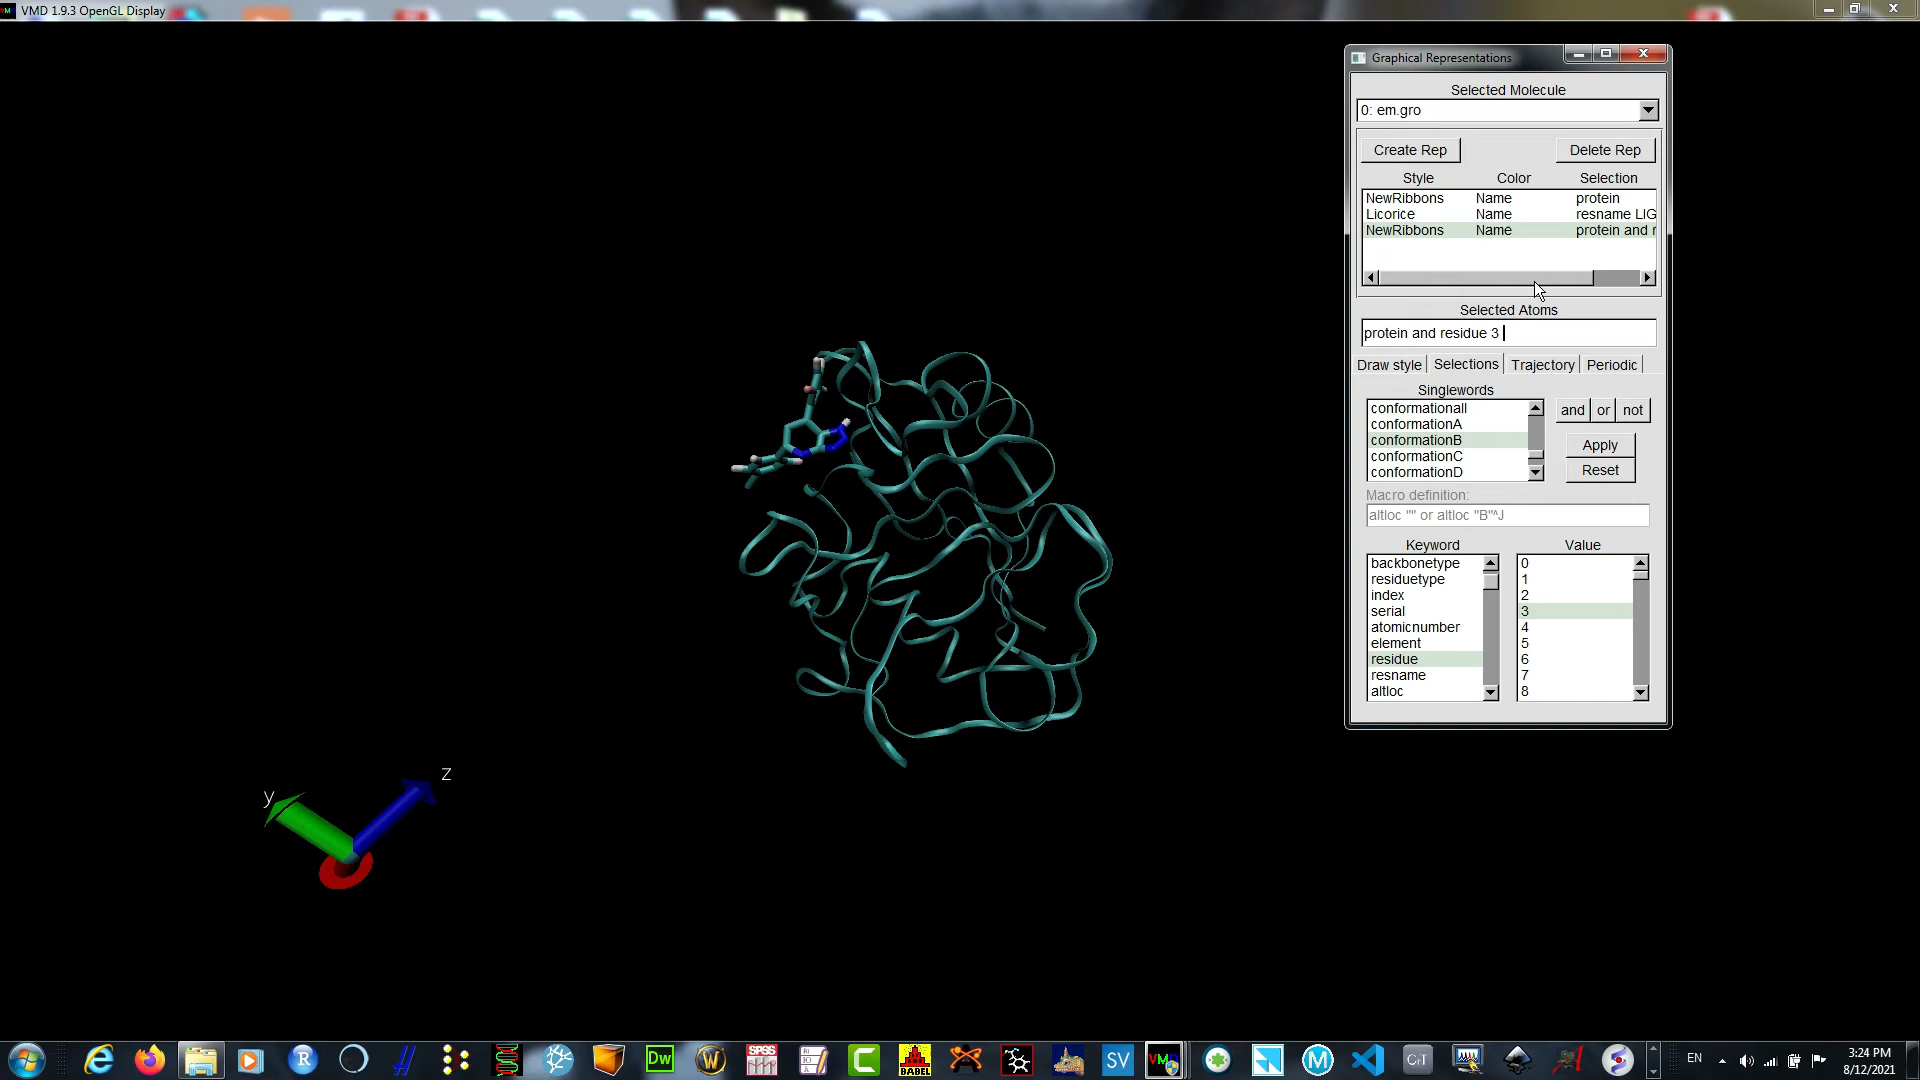 VMD 1.9.3 OpenGL Display
Graphical Representations
Selected Molecule
0: em.gro
Create Rep
Delete Rep
Style Color Selection
NewRibbons Name protein
Licorice Name resname LIG
NewRibbons Name protein and r
Selected Atoms
protein and residue 3
Draw style Selections Trajectory Periodic
Singlewords
conformationall
conformationA
conformationB
conformationC
conformationD
and or not
Apply
Reset
Macro definition:
altloc "" or altloc "B"^J
Keyword
backbonetype
residuetype
index
serial
atomicnumber
element
residue
resname
altloc
Value
0
1
2
3
4
5
6
7
8
z
y
R
Dw
W
SPSS
C
BABEL
SV
VMD
M
EN
3:24 PM
8/12/2021